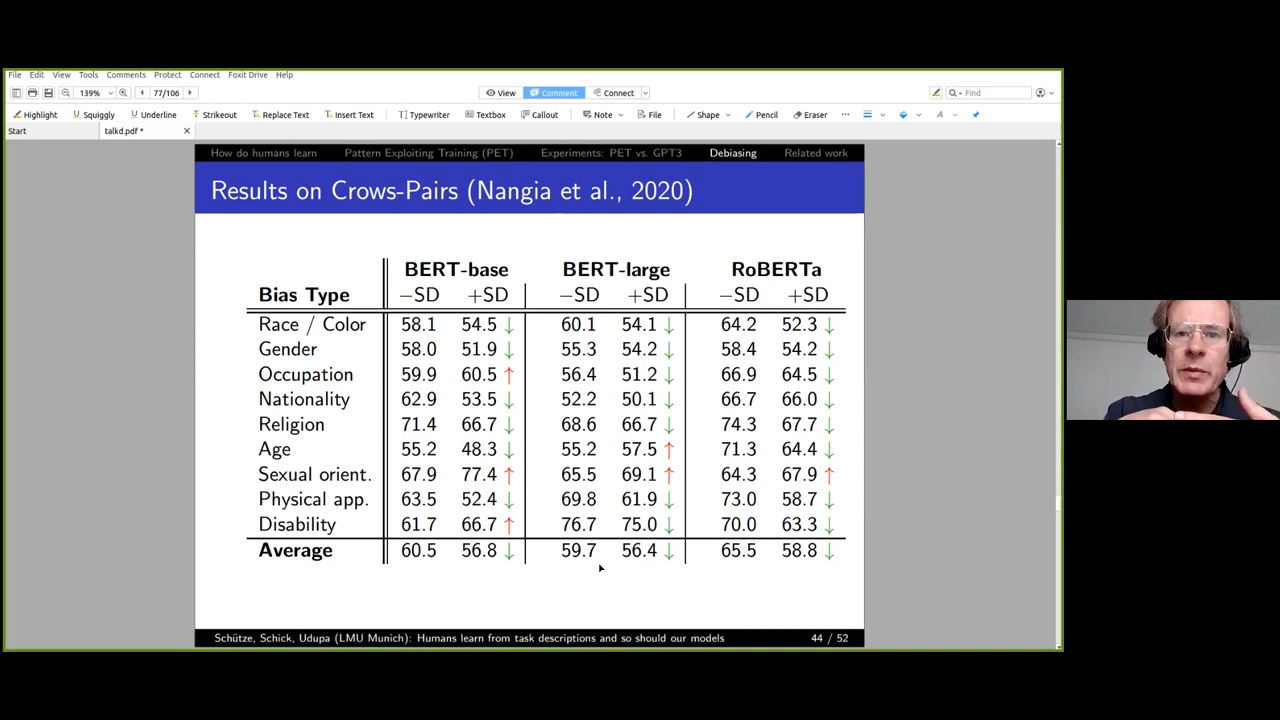 File Edit View Tools Comments Protect Connect Foxit Drive Help
139% 77/106 View Comment Connect Find
Highlight Squiggly Underline Strikeout Replace Text Insert Text Typewriter Textbox Callout Note File Shape Pencil Eraser ... A
Start talkd.pdf *
How do humans learn Pattern Exploiting Training (PET) Experiments: PET vs. GPT3 Debiasing Related work
Results on Crows-Pairs (Nangia et al., 2020)
BERT-base BERT-large RoBERTa
Bias Type −SD +SD −SD +SD −SD +SD
Race / Color 58.1 54.5 ↓ 60.1 54.1 ↓ 64.2 52.3 ↓
Gender 58.0 51.9 ↓ 55.3 54.2 ↓ 58.4 54.2 ↓
Occupation 59.9 60.5 ↑ 56.4 51.2 ↓ 66.9 64.5 ↓
Nationality 62.9 53.5 ↓ 52.2 50.1 ↓ 66.7 66.0 ↓
Religion 71.4 66.7 ↓ 68.6 66.7 ↓ 74.3 67.7 ↓
Age 55.2 48.3 ↓ 55.2 57.5 ↑ 71.3 64.4 ↓
Sexual orient. 67.9 77.4 ↑ 65.5 69.1 ↑ 64.3 67.9 ↑
Physical app. 63.5 52.4 ↓ 69.8 61.9 ↓ 73.0 58.7 ↓
Disability 61.7 66.7 ↑ 76.7 75.0 ↓ 70.0 63.3 ↓
Average 60.5 56.8 ↓ 59.7 56.4 ↓ 65.5 58.8 ↓
Schütze, Schick, Udupa (LMU Munich): Humans learn from task descriptions and so should our models 44 / 52